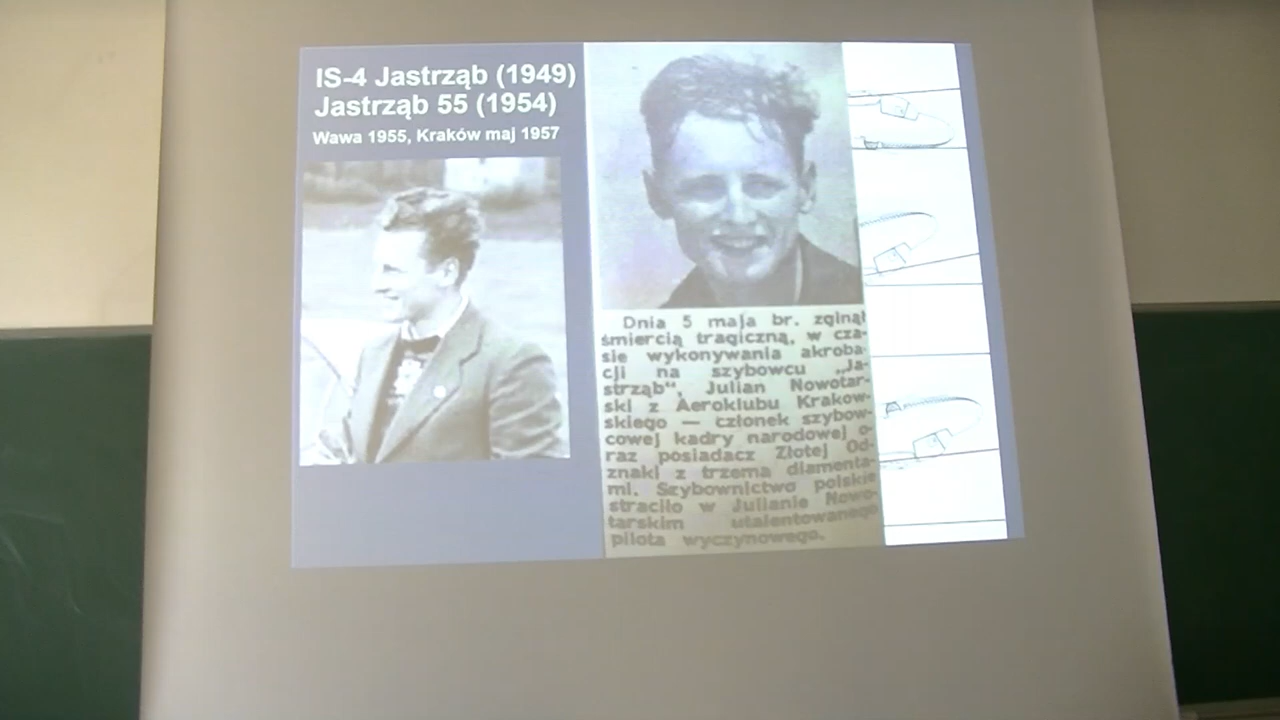 IS-4 Jastrząb (1949)
Jastrząb 55 (1954)
Wawa 1955, Kraków maj 1957
Dnia 5 maja br. zginął
śmiercią tragiczną, w cza-
sie wykonywania akroba-
cji na szybowcu „Ja-
strząb", Julian Nowotar-
ski z Aeroklubu Krakow-
skiego — członek szybow-
cowej kadry narodowej o-
raz posiadacz Złotej Od-
znaki z trzema diamenta-
mi. Szybownictwo polskie
straciło w Julianie Nowo-
tarskim utalentowanego
pilota wyczynowego.